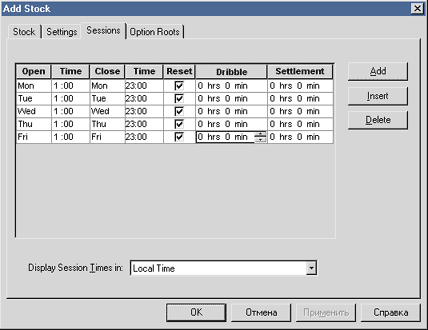 Add Stock
Stock Settings Sessions Option Roots
Open Time Close Time Reset Dribble Settlement
Mon 1 :00 Mon 23:00 0 hrs 0 min 0 hrs 0 min
Tue 1 :00 Tue 23:00 0 hrs 0 min 0 hrs 0 min
Wed 1 :00 Wed 23:00 0 hrs 0 min 0 hrs 0 min
Thu 1 :00 Thu 23:00 0 hrs 0 min 0 hrs 0 min
Fri 1 :00 Fri 23:00 0 hrs 0 min 0 hrs 0 min
Add
Insert
Delete
Display Session Times in: Local Time
OK Отмена Применить Справка